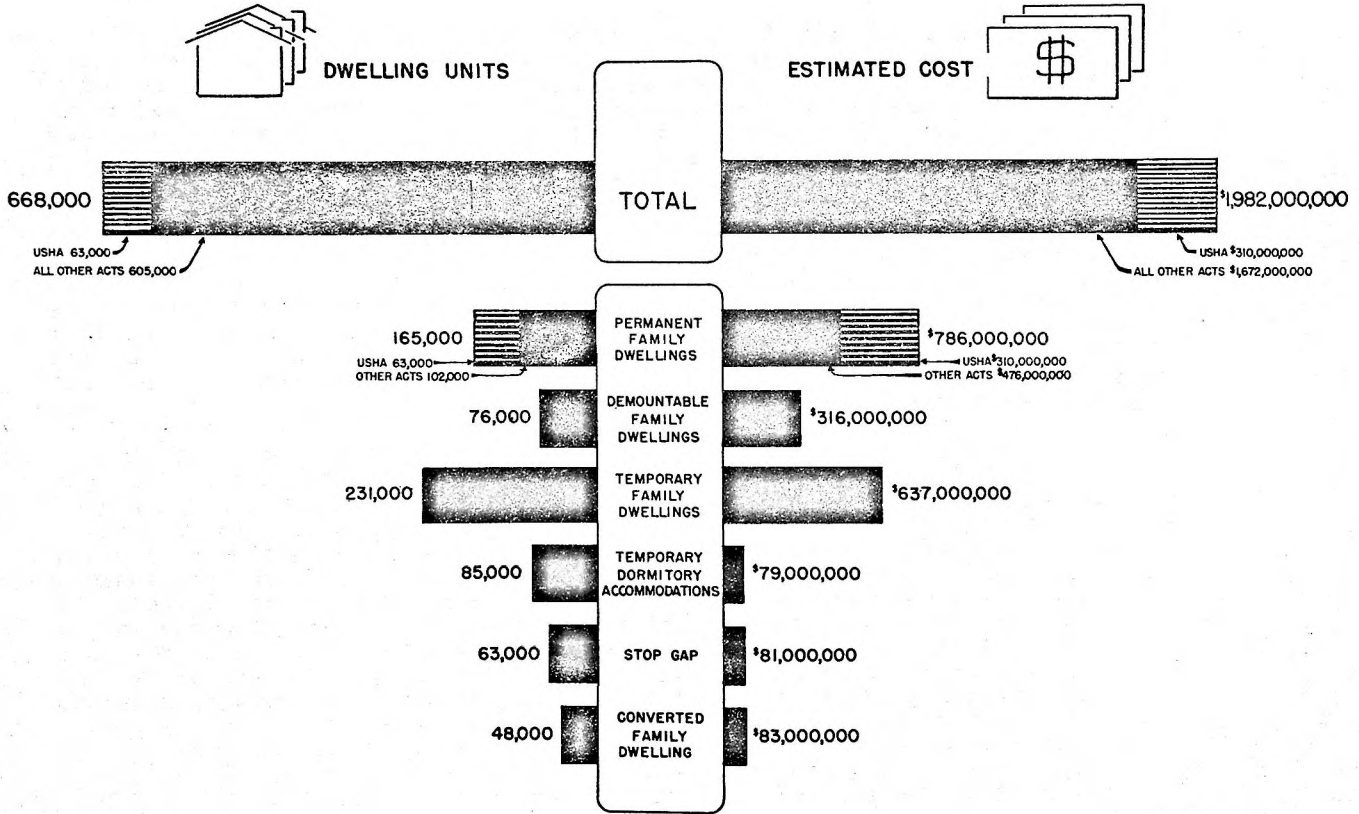 DWELLING UNITS
ESTIMATED COST
$
668,000
TOTAL
$1,982,000,000
USHA 63,000
ALL OTHER ACTS 605,000
USHA $310,000,000
ALL OTHER ACTS $1,672,000,000
165,000
PERMANENT
FAMILY
DWELLINGS
$786,000,000
USHA 63,000
OTHER ACTS 102,000
USHA $310,000,000
OTHER ACTS $476,000,000
76,000
DEMOUNTABLE
FAMILY
DWELLINGS
$316,000,000
231,000
TEMPORARY
FAMILY
DWELLINGS
$637,000,000
85,000
TEMPORARY
DORMITORY
ACCOMMODATIONS
$79,000,000
63,000
STOP GAP
$81,000,000
48,000
CONVERTED
FAMILY
DWELLING
$83,000,000